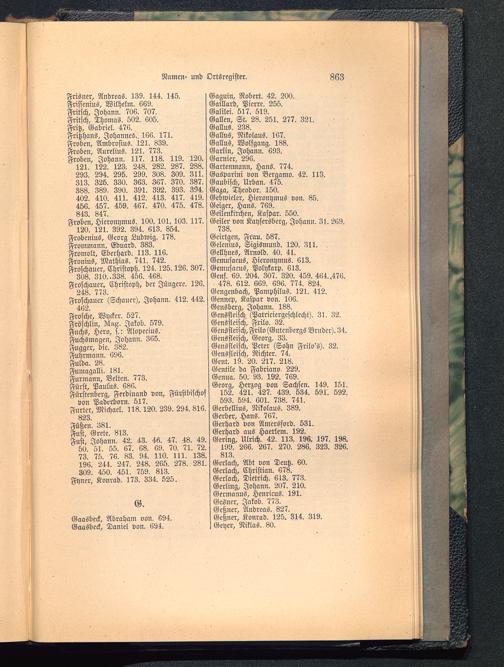 Namen- und Ortsregister. 863
Frisner, Andreas. 139. 144. 145.
Frissenius, Wilhelm. 669.
Fritsch, Johann. 706. 707.
Fritsch, Thomas. 502. 605.
Fritz, Gabriel. 476.
Fritzhans, Johannes. 166. 171.
Froben, Ambrosius. 121. 839.
Froben, Aurelius. 121. 773.
Froben, Johann. 117. 118. 119. 120.
121. 122. 123. 248. 282. 287. 288.
293. 294. 295. 299. 308. 309. 311.
313. 325. 330. 363. 367. 370. 387.
388. 389. 390. 391. 392. 393. 394.
402. 410. 411. 412. 413. 417. 419.
456. 457. 459. 467. 470. 475. 478.
843. 847.
Froben, Hieronymus. 100. 101. 103. 117.
120. 121. 392. 394. 613. 854.
Frobenius, Georg Ludwig. 178.
Frommann, Eduard. 383.
Fromolt, Eberhard. 113. 116.
Fronius, Mathias. 741. 742.
Froschauer, Christoph. 124. 125. 126. 307.
308. 310. 338. 456. 468.
Froschauer, Christoph, der Jüngere. 126.
248. 773.
Froschauer (Schauer), Johann. 412. 442.
462.
Frosche, Wycker. 527.
Fröschlin, Mag. Jakob. 579.
Fuchs, Hero, s.: Alopecius.
Fuchsmagen, Johann. 365.
Fugger, die. 382.
Fuhrmann. 696.
Fulda. 28.
Fumagalli. 181.
Furmann, Velten. 773.
Fürst, Paulus. 686.
Fürstenberg, Ferdinand von, Fürstbischof
von Paderborn. 517.
Furter, Michael. 118. 120. 239. 294. 816.
823.
Füßen. 381.
Fust, Grete. 813.
Fust, Johann. 42. 43. 46. 47. 48. 49.
50. 51. 55. 67. 68. 69. 70. 71. 72.
73. 75. 76. 83. 94. 110. 111. 138.
196. 244. 247. 248. 265. 278. 281.
309. 450. 451. 759. 813.
Fyner, Konrad. 173. 334. 525.
G.
Gaasbeck, Abraham von. 694.
Gaasbeck, Daniel von. 694.
Gaguin, Robert. 42. 200.
Gaillard, Pierre. 255.
Galilei. 517. 519.
Gallen, St. 28. 251. 277. 321.
Gallus. 238.
Gallus, Nikolaus. 167.
Gallus, Wolfgang. 188.
Garlin, Johann. 693.
Garnier. 296.
Gartenmann, Hans. 774.
Gasparini von Bergamo. 42. 113.
Gaubisch, Urban. 475.
Gaza, Theodor. 150.
Gebwieler, Hieronymus von. 85.
Geiger, Hans. 769.
Geilenkirchen, Kaspar. 550.
Geiler von Kaysersberg, Johann. 31. 269.
738.
Geirtgen, Frau. 587.
Gelenius, Sigismund. 120. 311.
Gellhues, Arnold. 40. 41.
Gemusaeus, Hieronymus. 613.
Gemusaeus, Polykarp. 613.
Genf. 69. 204. 307. 320. 459. 464. 476.
478. 612. 669. 696. 774. 824.
Gengenbach, Pamphilus. 121. 412.
Gennep, Kaspar von. 106.
Gensberg, Johann. 188.
Gensfleisch (Patriziergeschlecht). 31. 32.
Gensfleisch, Frilo. 32.
Gensfleisch, Frilo (Gutenbergs Bruder). 34.
Gensfleisch, Georg. 33.
Gensfleisch, Peter (Sohn Frilo's). 32.
Gensfleisch, Richter. 74.
Gent. 19. 20. 217. 218.
Gentile da Fabriano. 229.
Genua. 50. 93. 192. 769.
Georg, Herzog von Sachsen. 149. 151.
152. 421. 427. 439. 534. 591. 592.
593. 594. 601. 738. 741.
Gerbellius, Nikolaus. 389.
Gerber, Hans. 767.
Gerhard von Amersford. 531.
Gerhard aus Haerlem. 192.
Gering, Ulrich. 42. 113. 196. 197. 198.
199. 266. 267. 270. 286. 323. 326.
813.
Gerlach, Abt von Deutz. 60.
Gerlach, Christian. 678.
Gerlach, Dietrich. 613. 773.
Gerling, Johann. 207. 210.
Germanus, Henricus. 191.
Gesner, Jakob. 773.
Geßner, Andreas. 827.
Geßner, Konrad. 125. 314. 319.
Geyer, Niklas. 80.